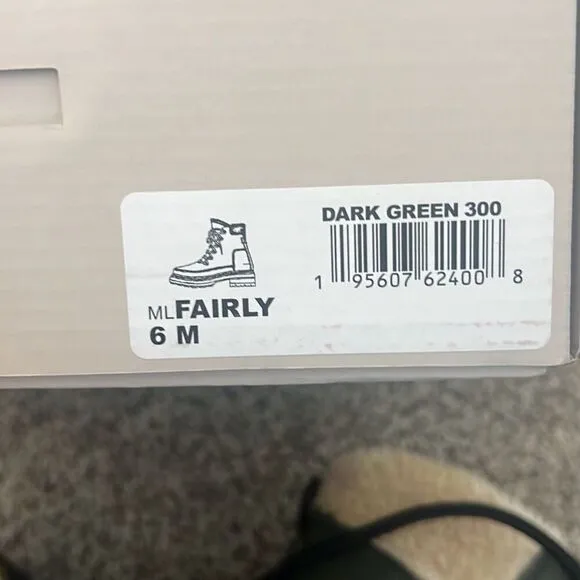 DARK GREEN 300
1 95607 62400 8
MLFAIRLY
6 M